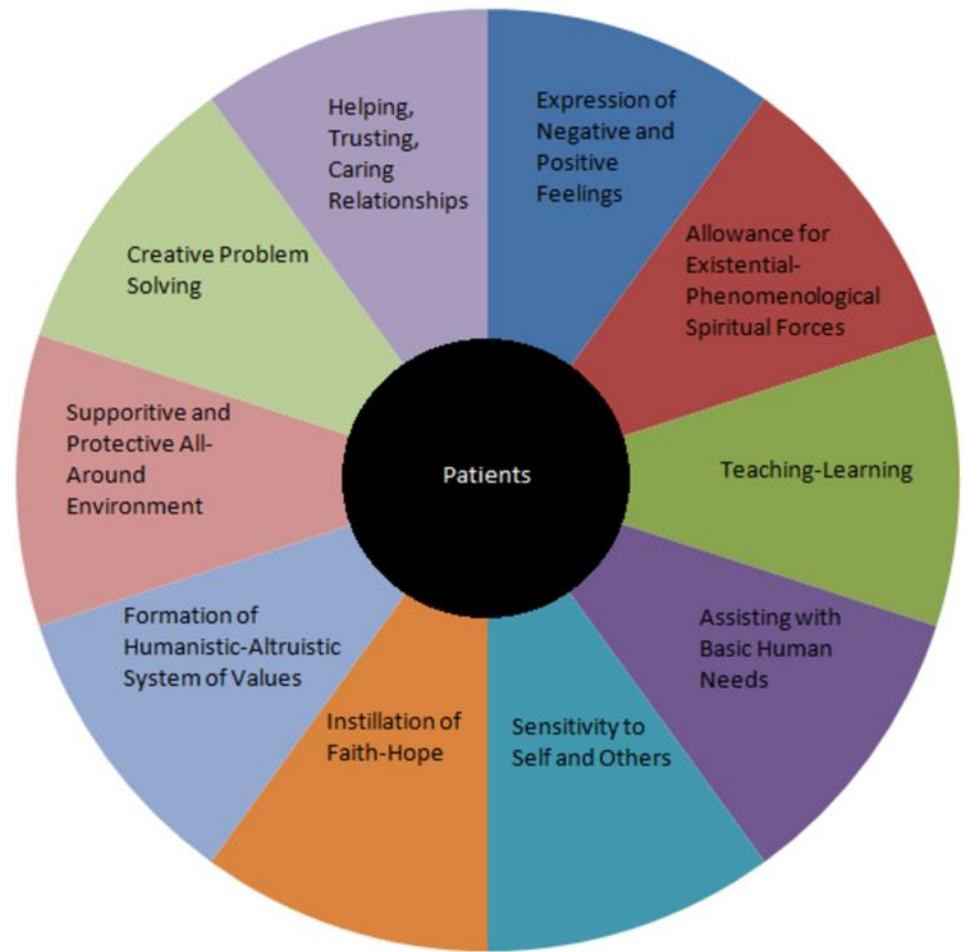 Helping,
Trusting,
Caring
Relationships
Expression of
Negative and
Positive
Feelings
Allowance for
Existential-
Phenomenological
Spiritual Forces
Teaching-Learning
Assisting with
Basic Human
Needs
Sensitivity to
Self and Others
Instillation of
Faith-Hope
Formation of
Humanistic-Altruistic
System of Values
Supportive and
Protective All-
Around
Environment
Creative Problem
Solving
Patients